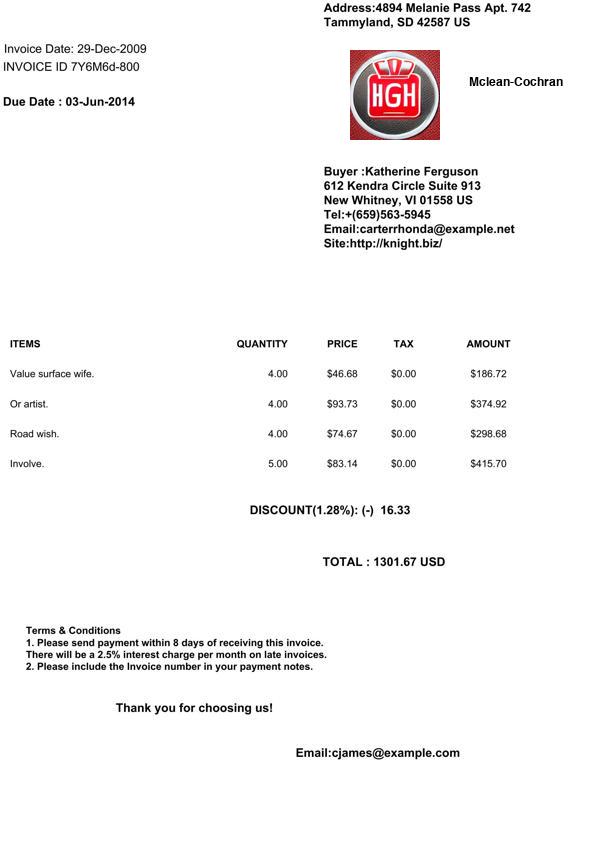 Address:4894 Melanie Pass Apt. 742
Tammyland, SD 42587 US
Invoice Date: 29-Dec-2009
INVOICE ID 7Y6M6d-800
Due Date : 03-Jun-2014
HGH
Mclean-Cochran
Buyer :Katherine Ferguson
612 Kendra Circle Suite 913
New Whitney, VI 01558 US
Tel:+(659)563-5945
Email:carterrhonda@example.net
Site:http://knight.biz/
ITEMS QUANTITY PRICE TAX AMOUNT
Value surface wife. 4.00 $46.68 $0.00 $186.72
Or artist. 4.00 $93.73 $0.00 $374.92
Road wish. 4.00 $74.67 $0.00 $298.68
Involve. 5.00 $83.14 $0.00 $415.70
DISCOUNT(1.28%): (-) 16.33
TOTAL : 1301.67 USD
Terms & Conditions
1. Please send payment within 8 days of receiving this invoice.
There will be a 2.5% interest charge per month on late invoices.
2. Please include the Invoice number in your payment notes.
Thank you for choosing us!
Email:cjames@example.com